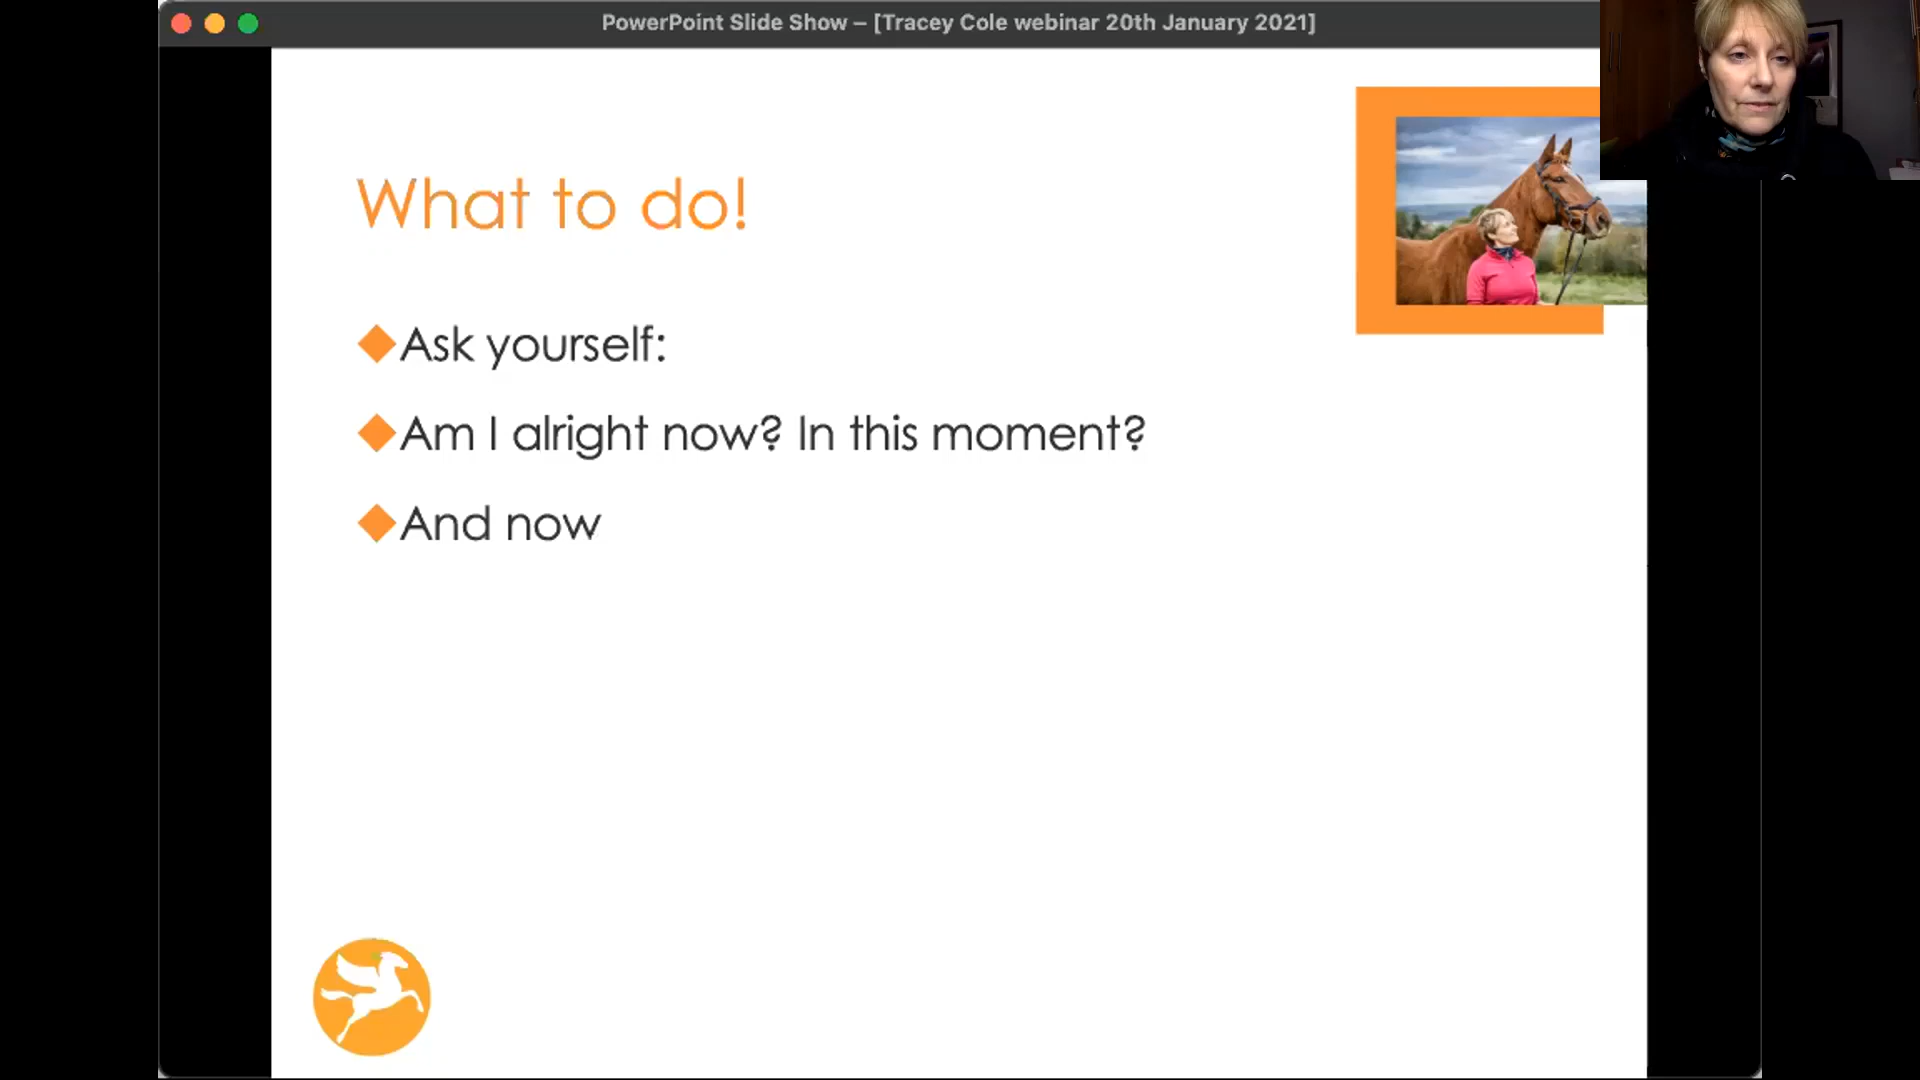 PowerPoint Slide Show – [Tracey Cole webinar 20th January 2021]
What to do!
Ask yourself:
Am I alright now? In this moment?
And now